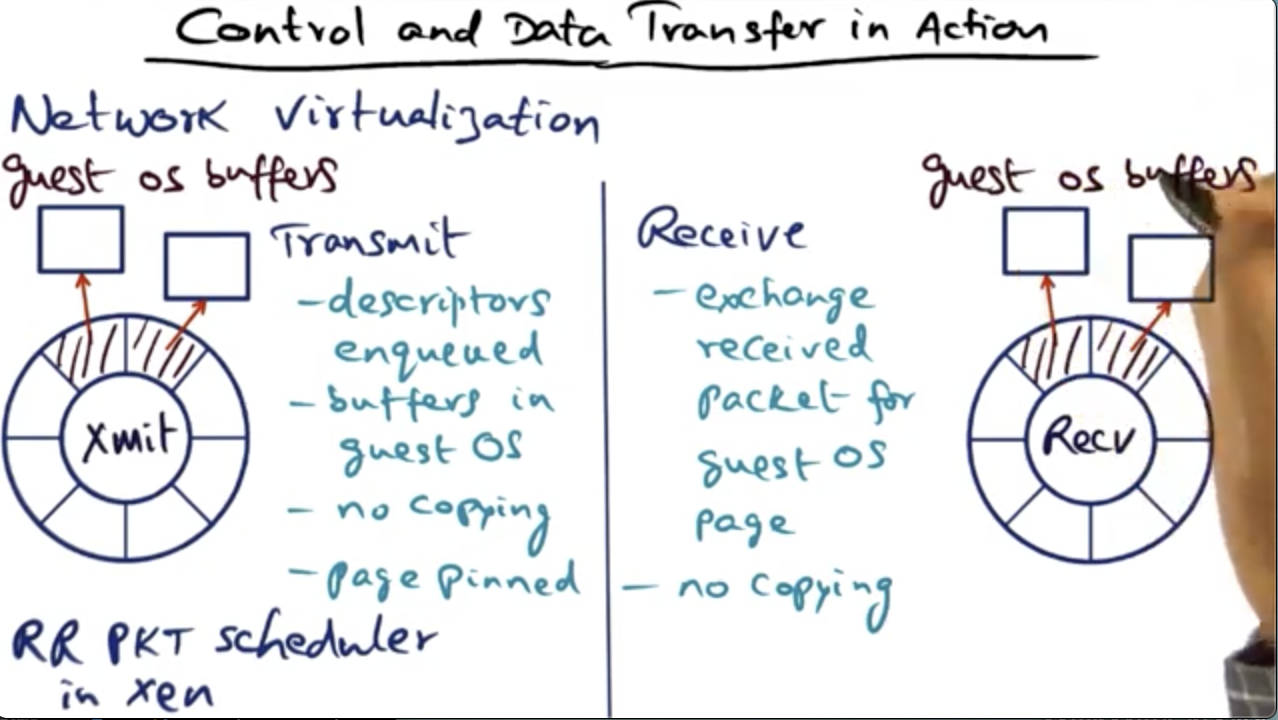 Control and Data Transfer in Action
Network Virtualization
guest os buffers
Transmit
- descriptors
enqueued
- buffers in
guest OS
- no copying
- page pinned
Xmit
RR PKT scheduler
in xen
guest os buffers
Receive
- exchange
received
packet for
guest OS
page
- no copying
Recv